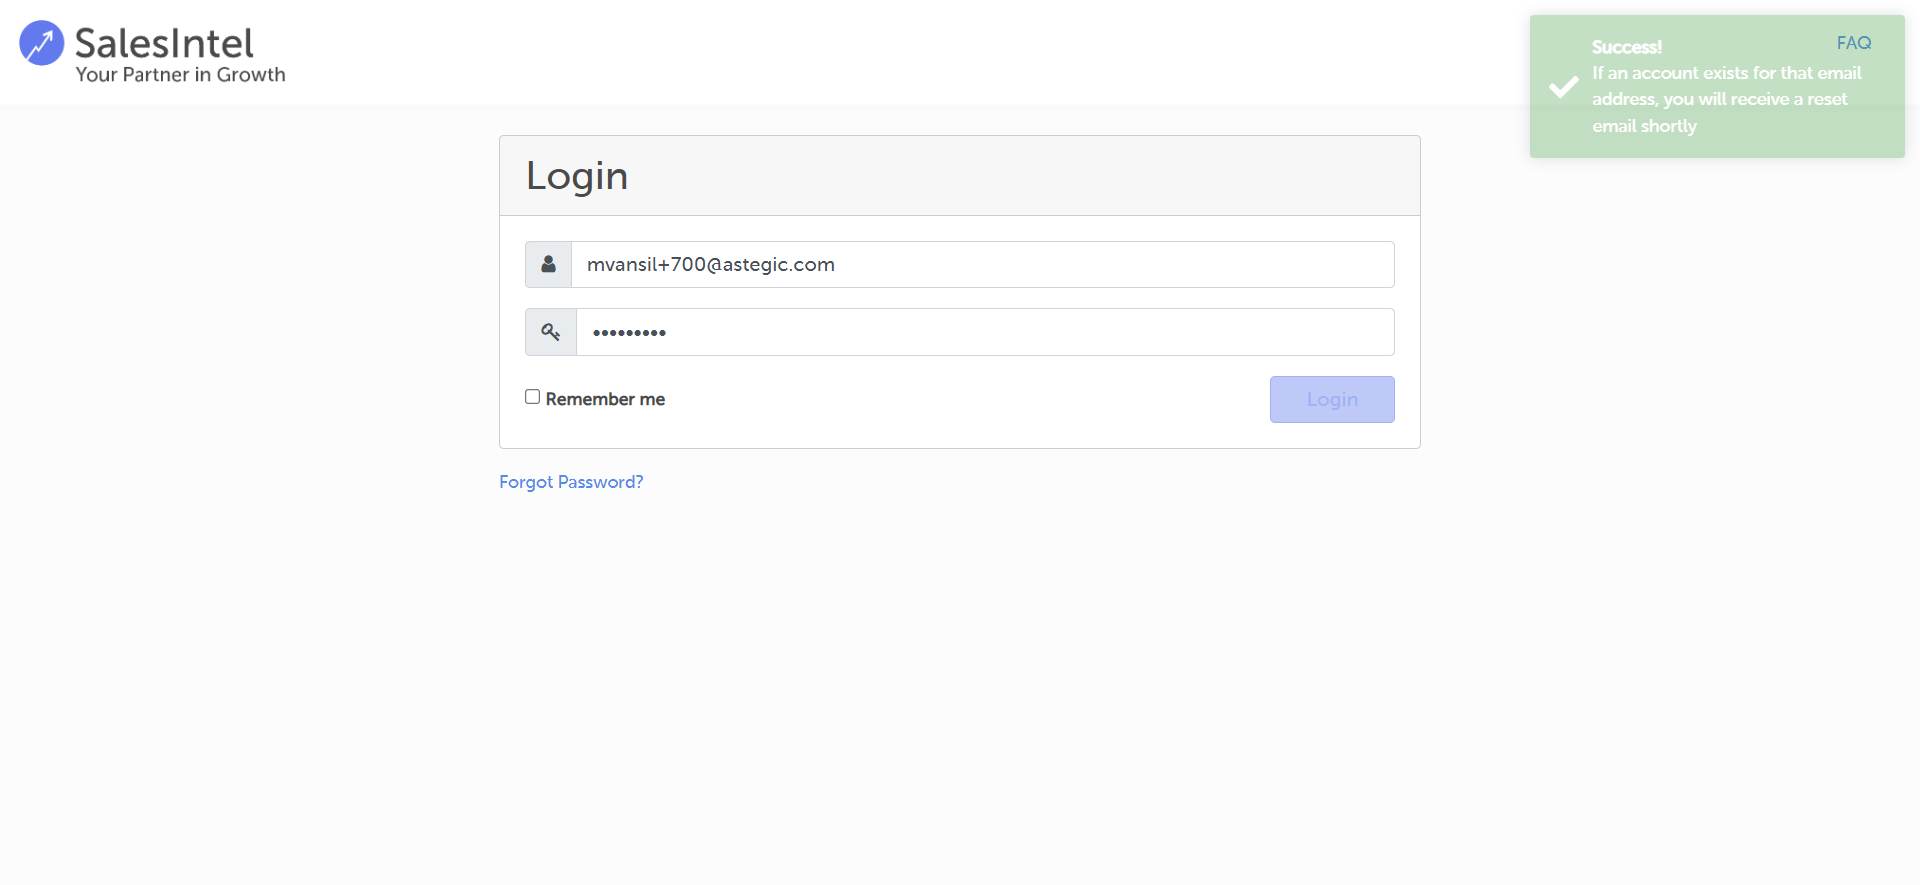 SalesIntel
Your Partner in Growth
FAQ
Success!
If an account exists for that email
address, you will receive a reset
email shortly
Login
mvansil+700@astegic.com
•••••••••
Remember me
Login
Forgot Password?